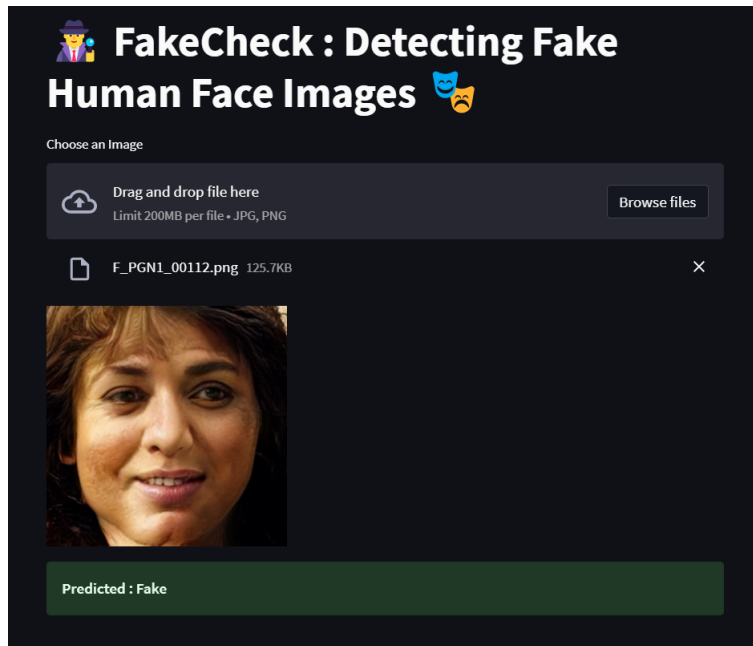 FakeCheck : Detecting Fake
Human Face Images
Choose an Image
Drag and drop file here
Limit 200MB per file • JPG, PNG
Browse files
F_PGN1_00112.png 125.7KB
Predicted : Fake